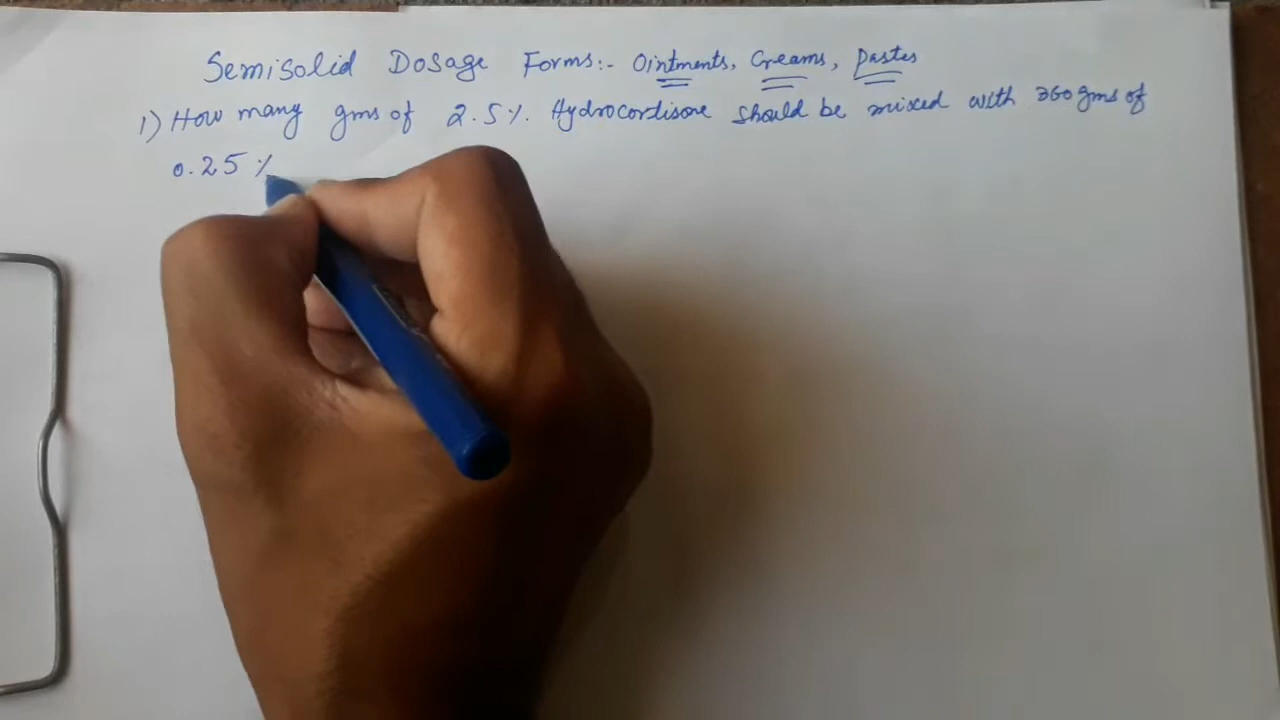 Semisolid Dosage Forms:- Ointments, Creams, Pastes
1) How many gms of 2.5%. Hydrocortisone should be mixed with 360 gms of
0.25 %